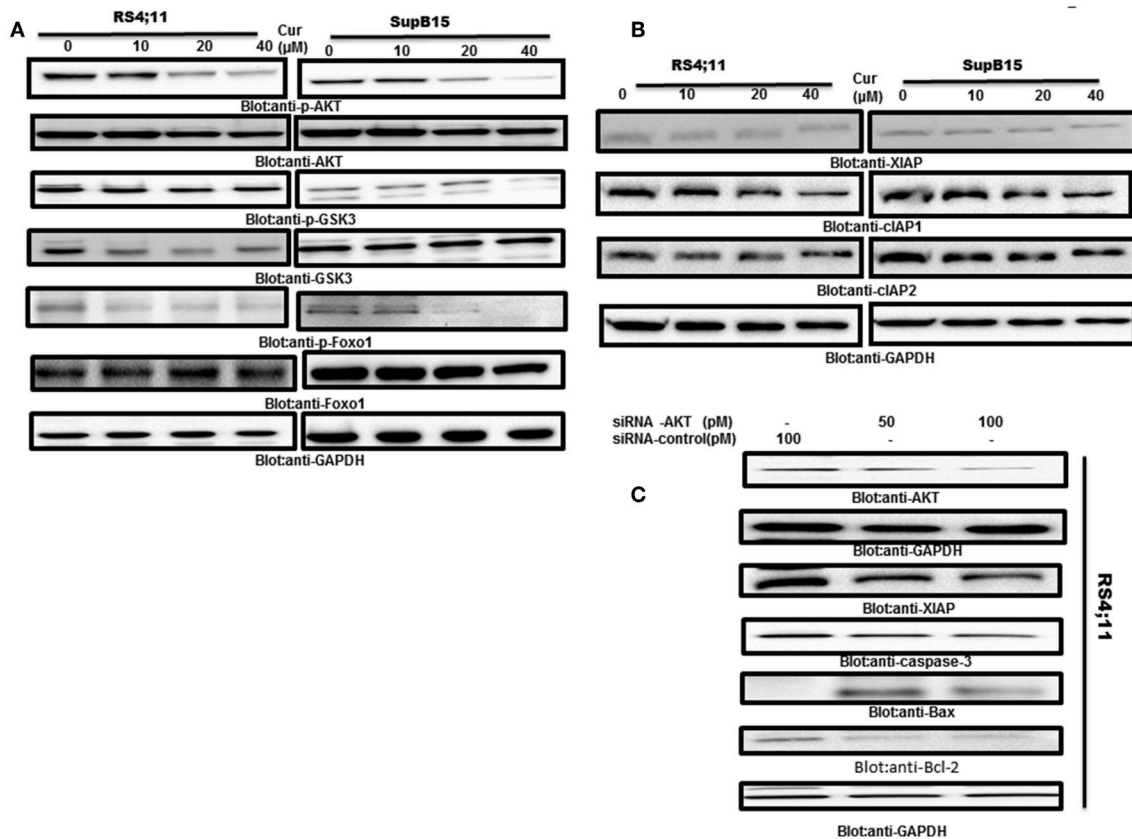 A
RS4;11
Cur
(µM)
SupB15
0 10 20 40
0 10 20 40
Blot:anti-p-AKT
Blot:anti-AKT
Blot:anti-p-GSK3
Blot:anti-GSK3
Blot:anti-p-Foxo1
Blot:anti-Foxo1
Blot:anti-GAPDH
B
RS4;11
Cur
(µM)
SupB15
0 10 20 40
0 10 20 40
Blot:anti-XIAP
Blot:anti-cIAP1
Blot:anti-cIAP2
Blot:anti-GAPDH
siRNA -AKT (pM) - 50 100
siRNA-control(pM) 100 - -
C
Blot:anti-AKT
Blot:anti-GAPDH
Blot:anti-XIAP
Blot:anti-caspase-3
Blot:anti-Bax
Blot:anti-Bcl-2
Blot:anti-GAPDH
RS4;11